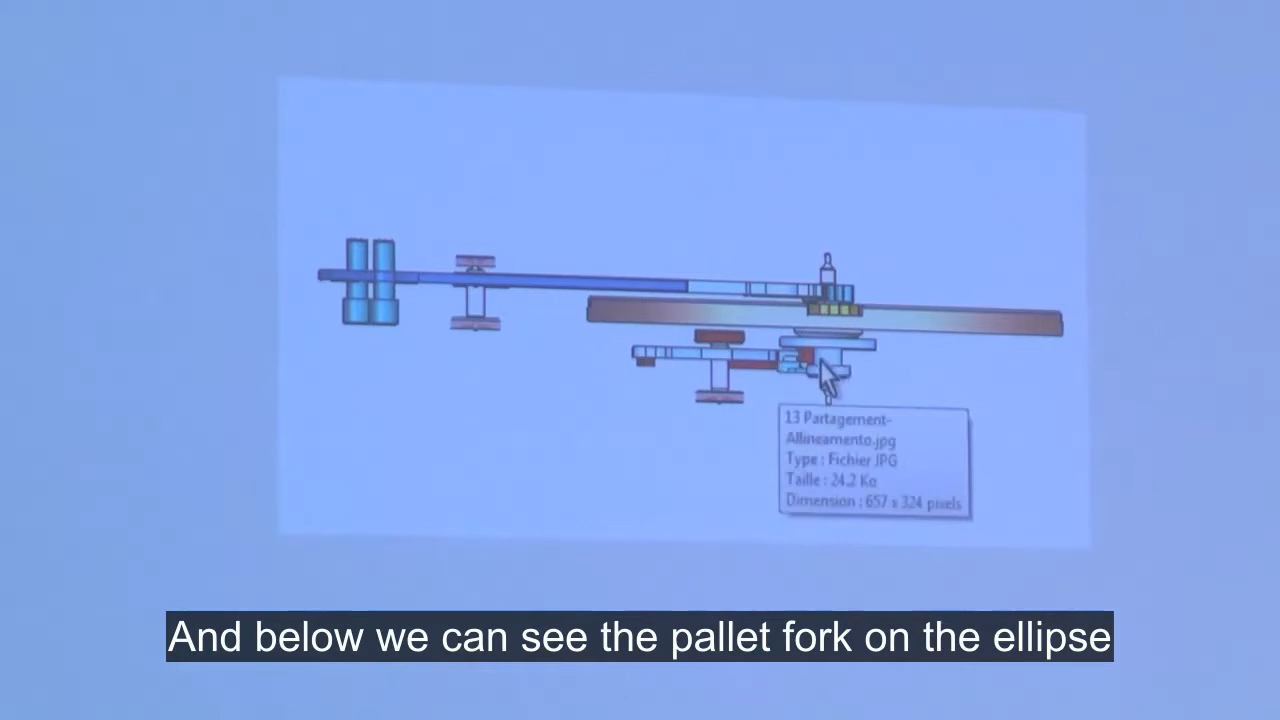 13 Partagement-
Allineamento.jpg
Type : Fichier JPG
Taille : 24.2 Ko
Dimension : 657 x 324 pixels
And below we can see the pallet fork on the ellipse